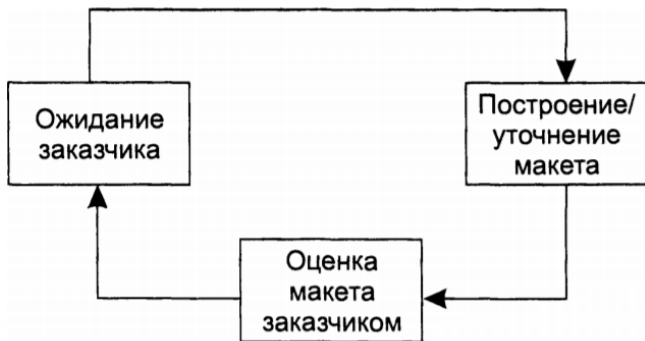 Ожидание
заказчика
Построение/
уточнение
макета
Оценка
макета
заказчиком